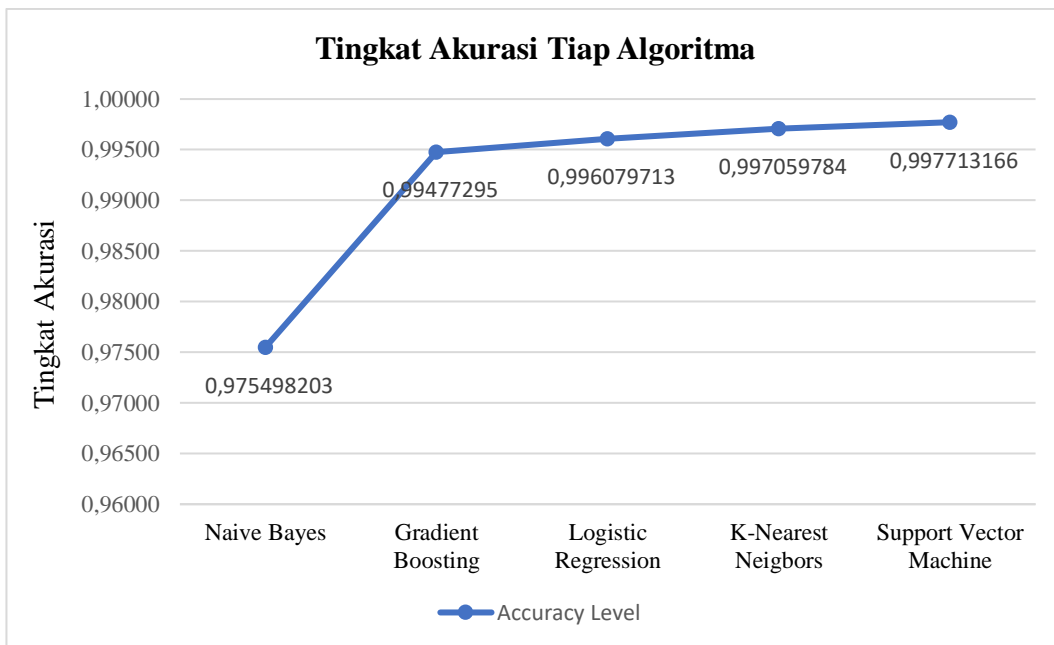 Tingkat Akurasi Tiap Algoritma
Tingkat Akurasi
1,00000
0,99500
0,99000
0,98500
0,98000
0,97500
0,97000
0,96500
0,96000
0,975498203
0,99477295
0,996079713
0,997059784
0,997713166
Naive Bayes
Gradient
Boosting
Logistic
Regression
K-Nearest
Neigbors
Support Vector
Machine
Accuracy Level